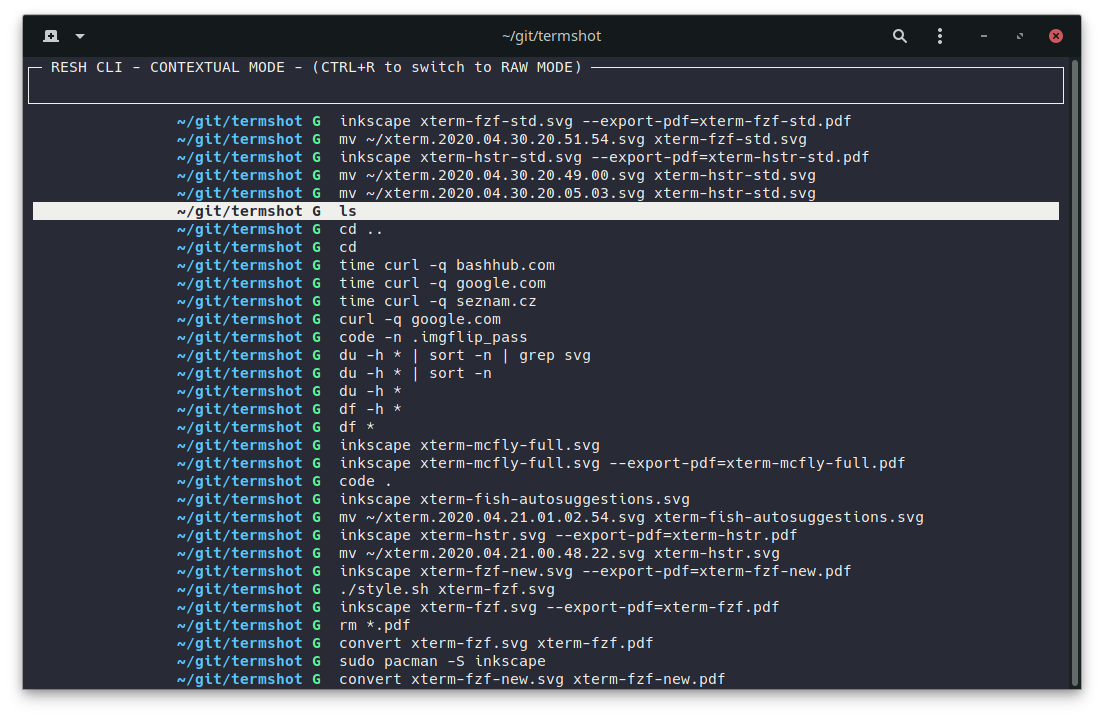 ~/git/termshot
RESH CLI - CONTEXTUAL MODE - (CTRL+R to switch to RAW MODE)
~/git/termshot G inkscape xterm-fzf-std.svg --export-pdf=xterm-fzf-std.pdf
~/git/termshot G mv ~/xterm.2020.04.30.20.51.54.svg xterm-fzf-std.svg
~/git/termshot G inkscape xterm-hstr-std.svg --export-pdf=xterm-hstr-std.pdf
~/git/termshot G mv ~/xterm.2020.04.30.20.49.00.svg xterm-hstr-std.svg
~/git/termshot G mv ~/xterm.2020.04.30.20.05.03.svg xterm-hstr-std.svg
~/git/termshot G ls
~/git/termshot G cd ..
~/git/termshot G cd
~/git/termshot G time curl -q bashhub.com
~/git/termshot G time curl -q google.com
~/git/termshot G time curl -q seznam.cz
~/git/termshot G curl -q google.com
~/git/termshot G code -n .imgflip_pass
~/git/termshot G du -h * | sort -n | grep svg
~/git/termshot G du -h * | sort -n
~/git/termshot G du -h *
~/git/termshot G df -h *
~/git/termshot G df *
~/git/termshot G inkscape xterm-mcfly-full.svg
~/git/termshot G inkscape xterm-mcfly-full.svg --export-pdf=xterm-mcfly-full.pdf
~/git/termshot G code .
~/git/termshot G inkscape xterm-fish-autosuggestions.svg
~/git/termshot G mv ~/xterm.2020.04.21.01.02.54.svg xterm-fish-autosuggestions.svg
~/git/termshot G inkscape xterm-hstr.svg --export-pdf=xterm-hstr.pdf
~/git/termshot G mv ~/xterm.2020.04.21.00.48.22.svg xterm-hstr.svg
~/git/termshot G inkscape xterm-fzf-new.svg --export-pdf=xterm-fzf-new.pdf
~/git/termshot G ./style.sh xterm-fzf.svg
~/git/termshot G inkscape xterm-fzf.svg --export-pdf=xterm-fzf.pdf
~/git/termshot G rm *.pdf
~/git/termshot G convert xterm-fzf.svg xterm-fzf.pdf
~/git/termshot G sudo pacman -S inkscape
~/git/termshot G convert xterm-fzf-new.svg xterm-fzf-new.pdf